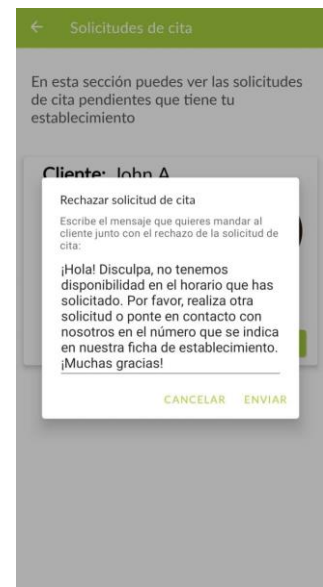 Solicitudes de cita
En esta sección puedes ver las solicitudes
de cita pendientes que tiene tu
establecimiento
Cliente: John A
Rechazar solicitud de cita
Escribe el mensaje que quieres mandar al
cliente junto con el rechazo de la solicitud de
cita:
¡Hola! Disculpa, no tenemos
disponibilidad en el horario que has
solicitado. Por favor, realiza otra
solicitud o ponte en contacto con
nosotros en el número que se indica
en nuestra ficha de establecimiento.
¡Muchas gracias!
CANCELAR ENVIAR